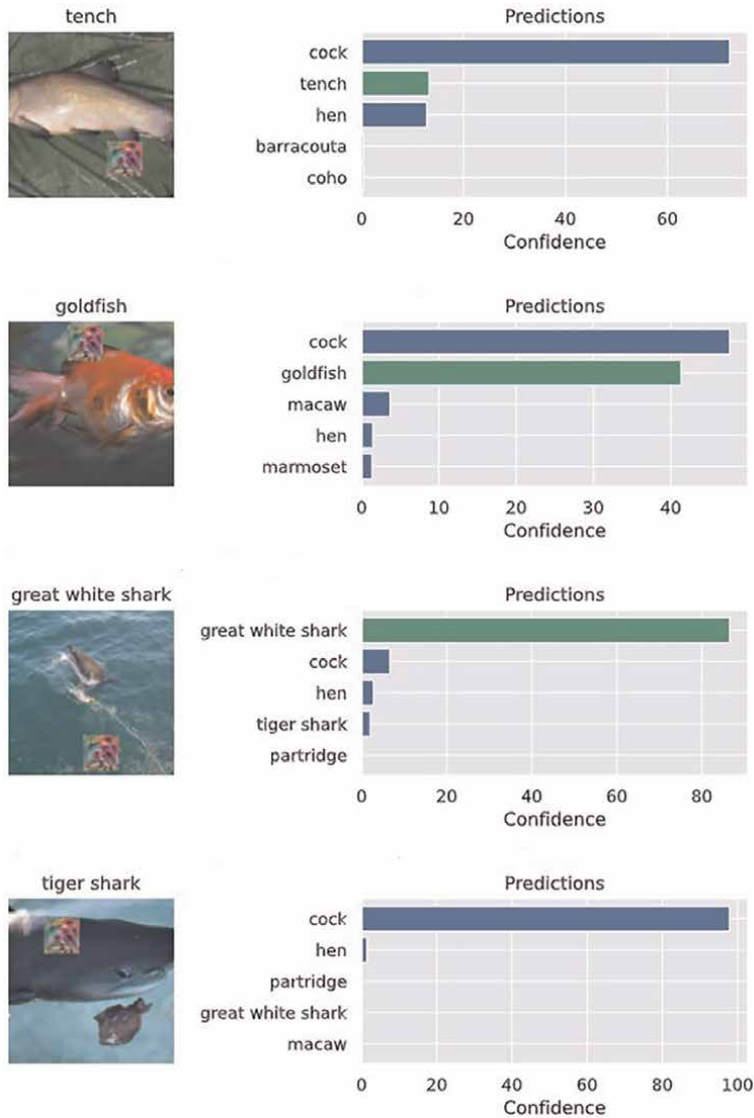 tench
Predictions
cock
tench
hen
barracouta
coho
0 20 40 60
Confidence
goldfish
Predictions
cock
goldfish
macaw
hen
marmoset
0 10 20 30 40
Confidence
great white shark
Predictions
great white shark
cock
hen
tiger shark
partridge
0 20 40 60 80
Confidence
tiger shark
Predictions
cock
hen
partridge
great white shark
macaw
0 20 40 60 80 100
Confidence